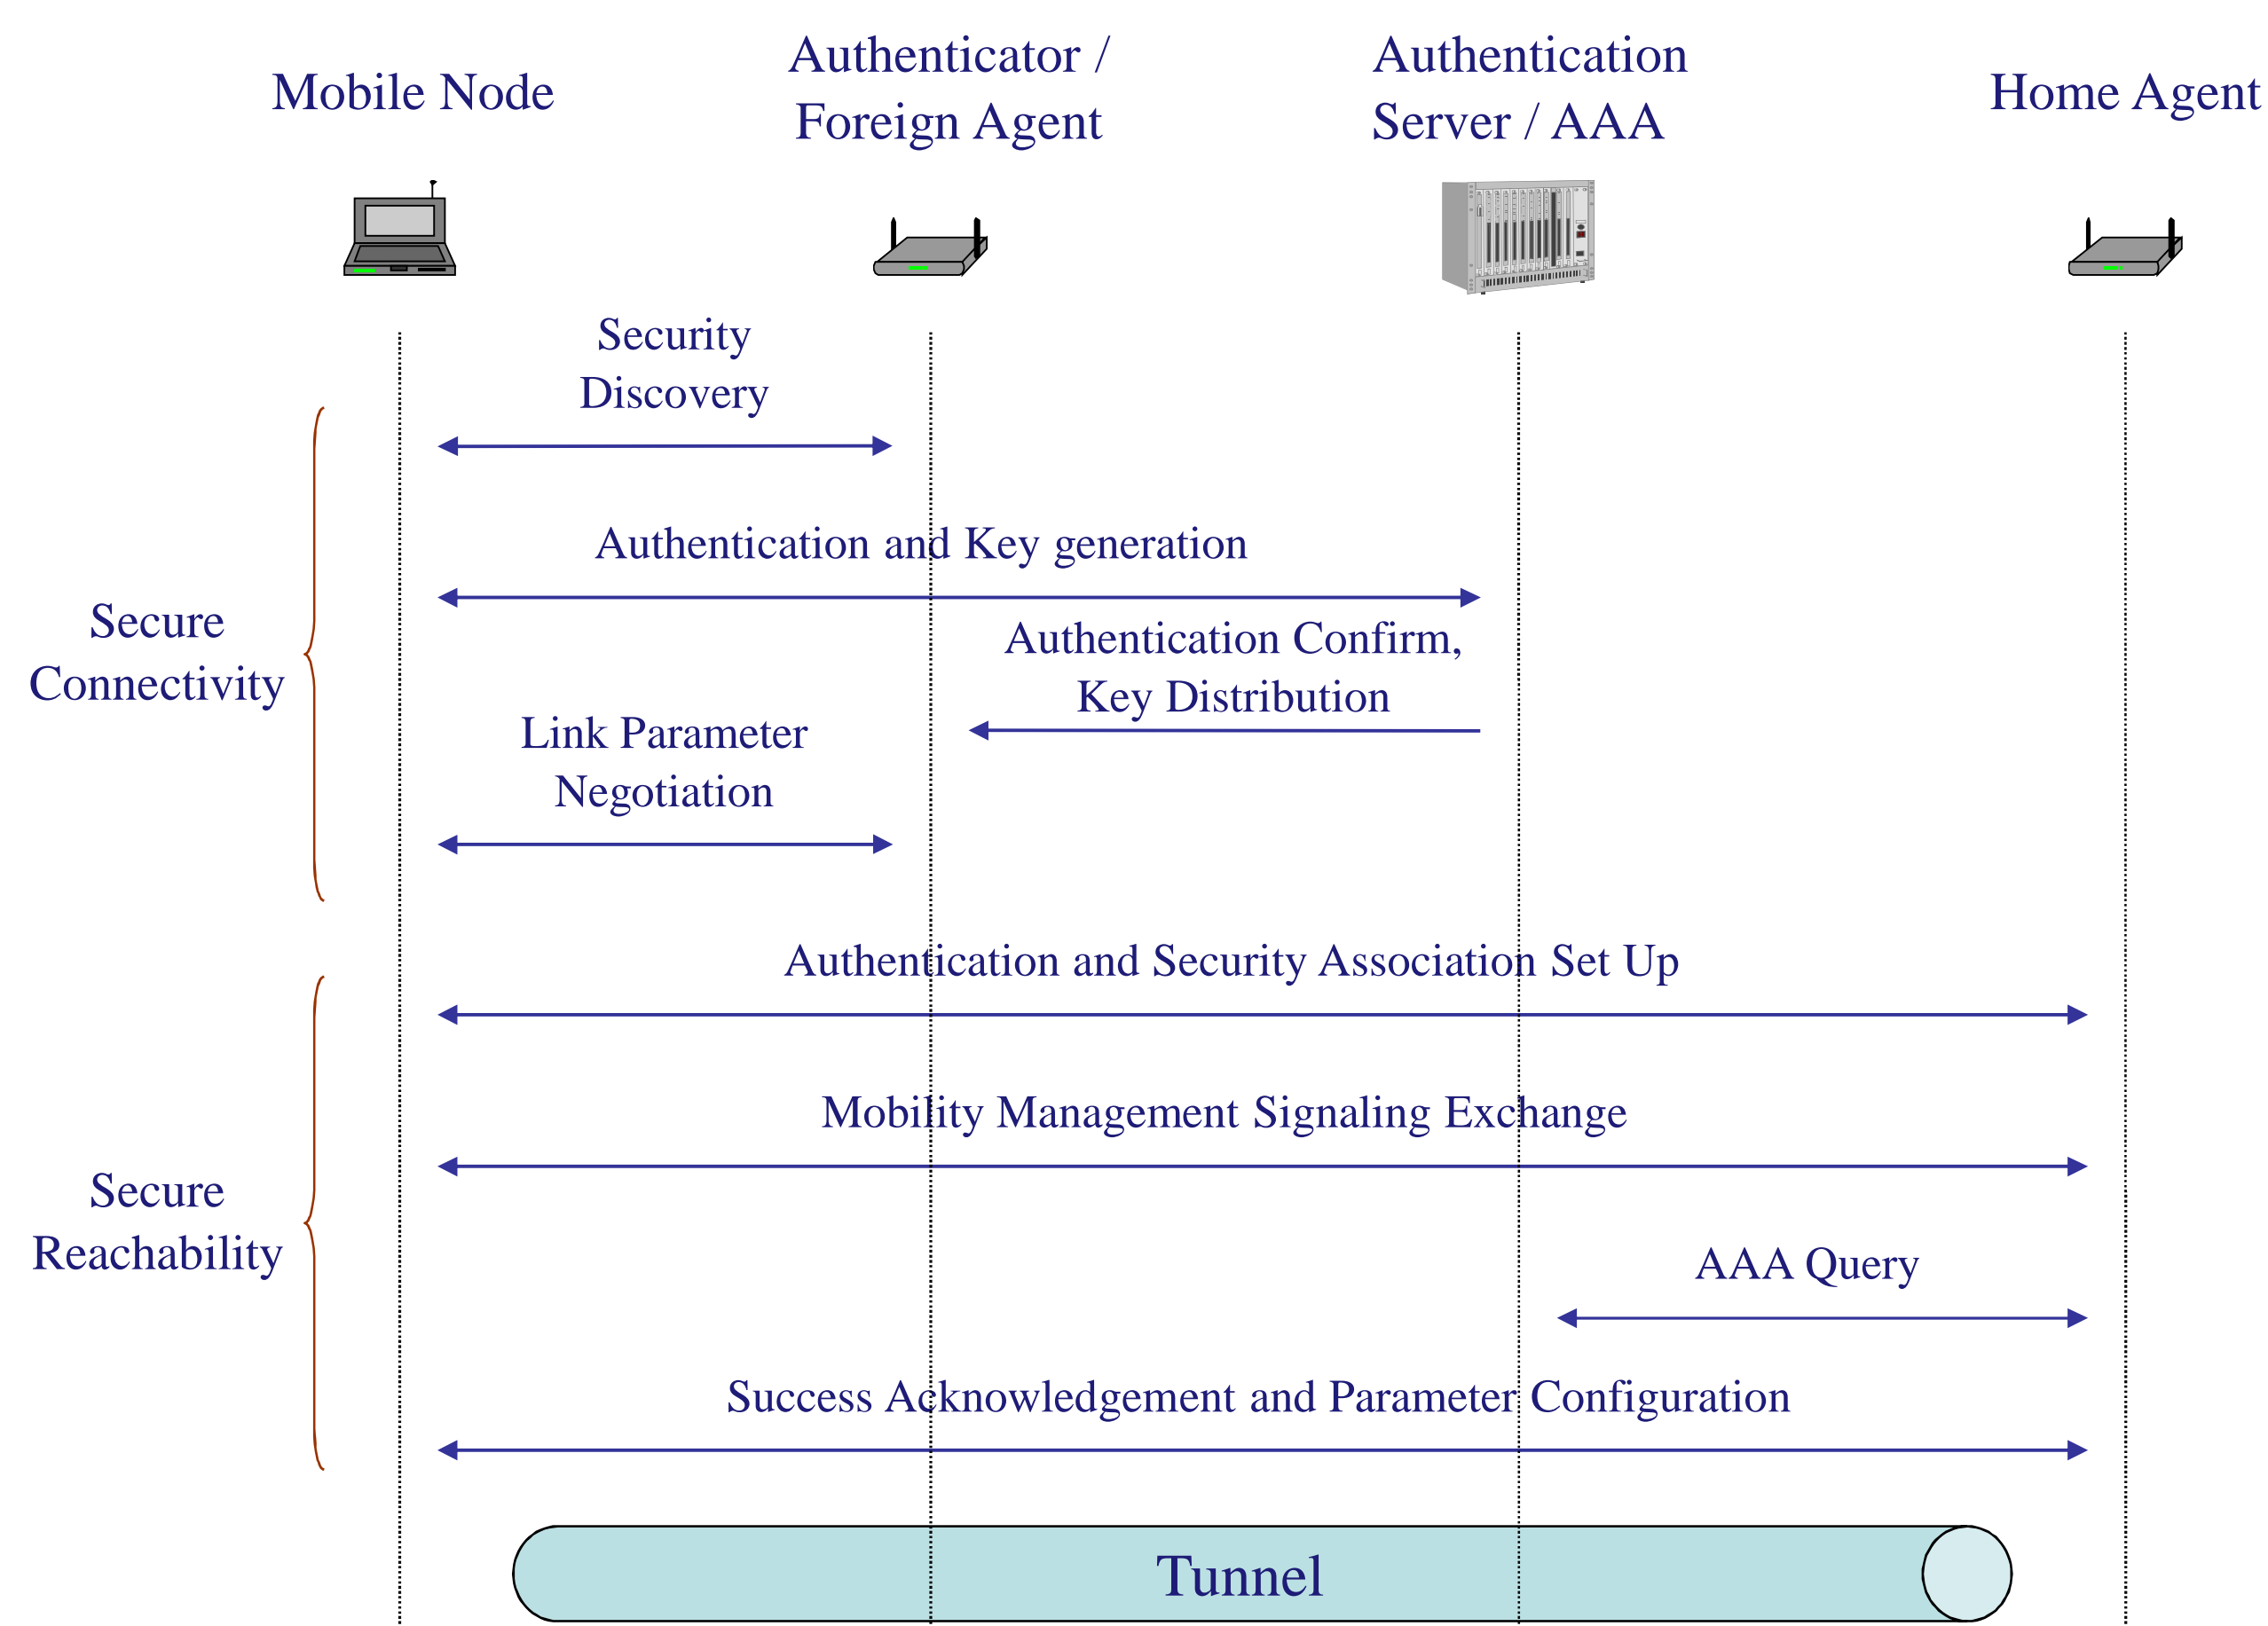 Mobile Node
Authenticator /
Foreign Agent
Authentication
Server / AAA
Home Agent
Security
Discovery
Authentication and Key generation
Authentication Confirm,
Key Distribution
Link Parameter
Negotiation
Secure
Connectivity
Authentication and Security Association Set Up
Mobility Management Signaling Exchange
AAA Query
Success Acknowledgement and Parameter Configuration
Secure
Reachability
Tunnel